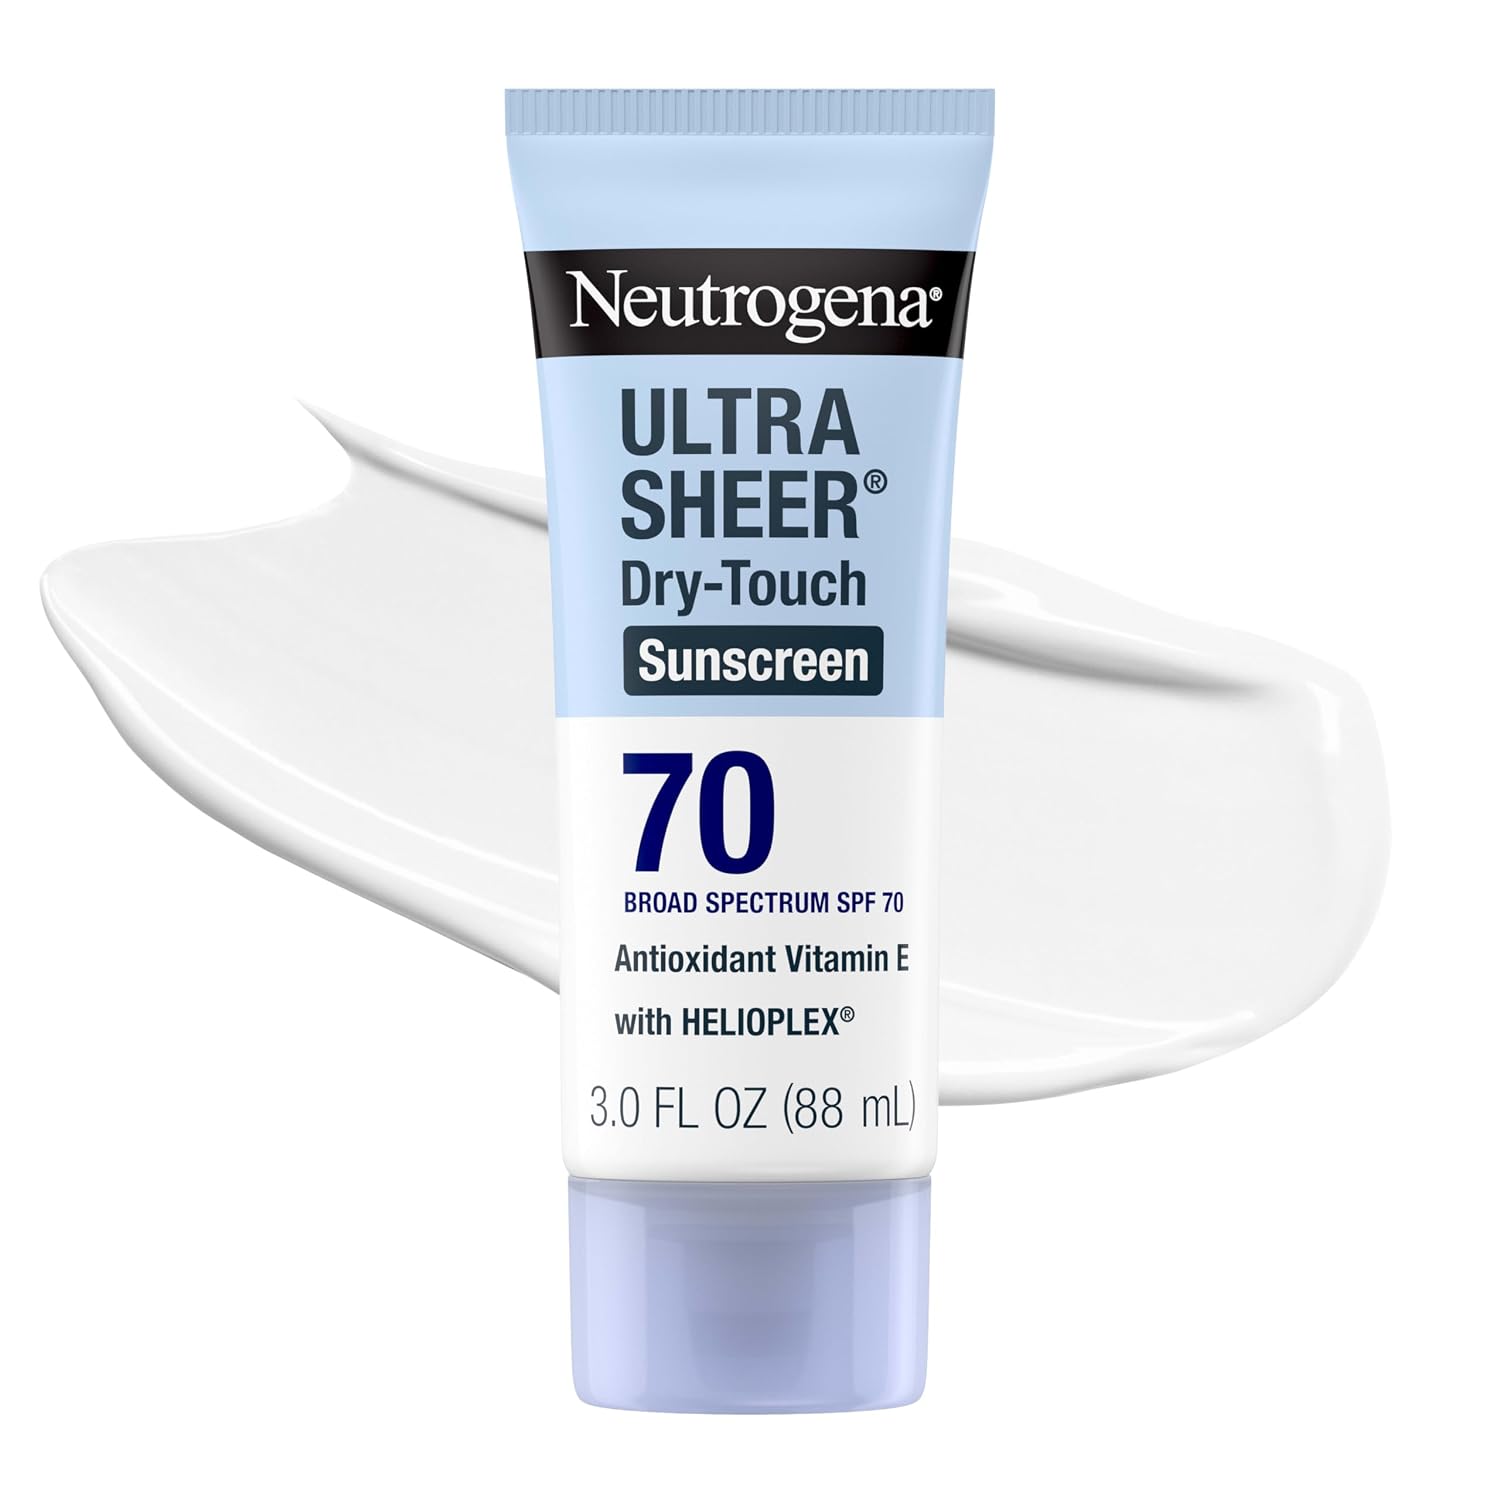 Neutrogena®
ULTRA
SHEER®
Dry-Touch
Sunscreen
70
BROAD SPECTRUM SPF 70
Antioxidant Vitamin E
with HELIOPLEX®
3.0 FL OZ (88 mL)